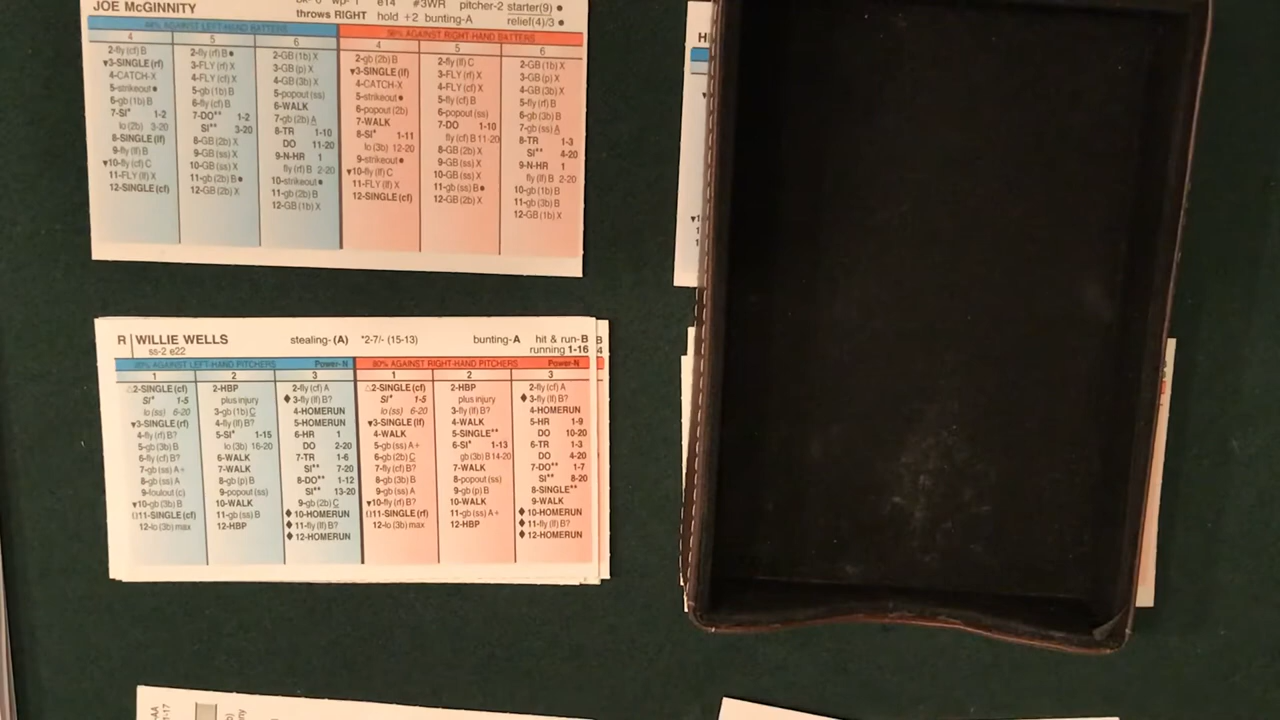 JOE McGINNITY
throws RIGHT hold +2 bunting-A
e14 #3WR pitcher-2 starter(9) ●
relief(4)/3 ●
AGAINST LEFT-HAND BATTERS
AGAINST RIGHT-HAND BATTERS
4 5 6 4 5 6
2-fly (cf) B
▼3-SINGLE (rf)
4-CATCH-X
5-strikeout●
6-gb (1b) B
7-SI* 1-2
lo (2b) 3-20
8-SINGLE (lf)
9-fly (lf) B
▼10-fly (cf) C
11-FLY (lf) X
12-SINGLE (cf)
2-fly (rf) B●
3-FLY (rf) X
4-FLY (cf) X
5-gb (1b) B
6-fly (cf) B
7-DO** 1-2
SI** 3-20
8-GB (2b) X
9-GB (ss) X
10-GB (ss) X
11-gb (2b) B●
12-GB (2b) X
2-GB (1b) X
3-GB (p) X
4-GB (3b) X
5-popout (ss)
6-WALK
7-gb (2b) A
8-TR 1-10
DO 11-20
9-N-HR 1
fly (rf) B 2-20
10-strikeout●
11-gb (2b) B
12-GB (1b) X
2-gb (2b) B
▼3-SINGLE (lf)
4-CATCH-X
5-strikeout●
6-popout (2b)
7-WALK
8-SI* 1-11
lo (3b) 12-20
9-strikeout●
▼10-fly (lf) C
11-FLY (lf) X
12-SINGLE (cf)
2-fly (lf) C
3-FLY (rf) X
4-FLY (cf) X
5-fly (cf) B
6-popout (ss)
7-DO 1-10
fly (cf) B 11-20
8-GB (2b) X
9-GB (ss) X
10-GB (ss) X
11-gb (ss) B●
12-GB (2b) X
2-GB (1b) X
3-GB (p) X
4-GB (3b) X
5-fly (rf) B
6-gb (3b) B
7-gb (ss) A
8-TR 1-3
SI** 4-20
9-N-HR 1
fly (lf) B 2-20
10-gb (1b) B
11-gb (3b) B
12-GB (1b) X
R WILLIE WELLS stealing- (A) *2-7/- (15-13) bunting-A hit & run-B
ss-2 e22 running 1-16
AGAINST LEFT-HAND PITCHERS Power-N
80% AGAINST RIGHT-HAND PITCHERS Power-N
1 2 3 1 2 3
△2-SINGLE (cf)
SI* 1-5
lo (ss) 6-20
▼3-SINGLE (rf)
4-fly (rf) B?
5-gb (3b) B
6-fly (cf) B?
7-gb (ss) A+
8-gb (ss) A
9-foulout (c)
▼10-gb (3b) B
()11-SINGLE (cf)
12-lo (3b) max
2-HBP
plus injury
3-gb (1b) C
4-fly (lf) B?
5-SI* 1-15
lo (3b) 16-20
6-WALK
7-WALK
8-gb (p) B
9-popout (ss)
10-WALK
11-gb (ss) B
12-HBP
2-fly (cf) A
♦ 3-fly (lf) B?
4-HOMERUN
5-HOMERUN
6-HR 1
DO 2-20
7-TR 1-6
SI** 7-20
8-DO** 1-12
SI** 13-20
9-gb (2b) C
♦ 10-HOMERUN
♦ 11-fly (lf) B?
♦ 12-HOMERUN
△2-SINGLE (cf)
SI* 1-5
lo (ss) 6-20
▼3-SINGLE (lf)
4-WALK
5-gb (ss) A+
6-gb (2b) C
7-fly (cf) B?
8-gb (3b) B
9-gb (ss) A
▼10-fly (rf) B?
()11-SINGLE (rf)
12-lo (3b) max
2-HBP
plus injury
3-fly (lf) B?
4-WALK
5-SINGLE**
6-SI* 1-13
gb (3b) B 14-20
7-WALK
8-popout (ss)
9-gb (p) B
10-WALK
11-gb (ss) A+
12-HBP
2-fly (cf) A
♦ 3-fly (lf) B?
4-HOMERUN
5-HR 1-9
DO 10-20
6-TR 1-3
DO 4-20
7-DO** 1-7
SI** 8-20
8-SINGLE**
9-WALK
♦ 10-HOMERUN
♦ 11-fly (lf) B?
♦ 12-HOMERUN